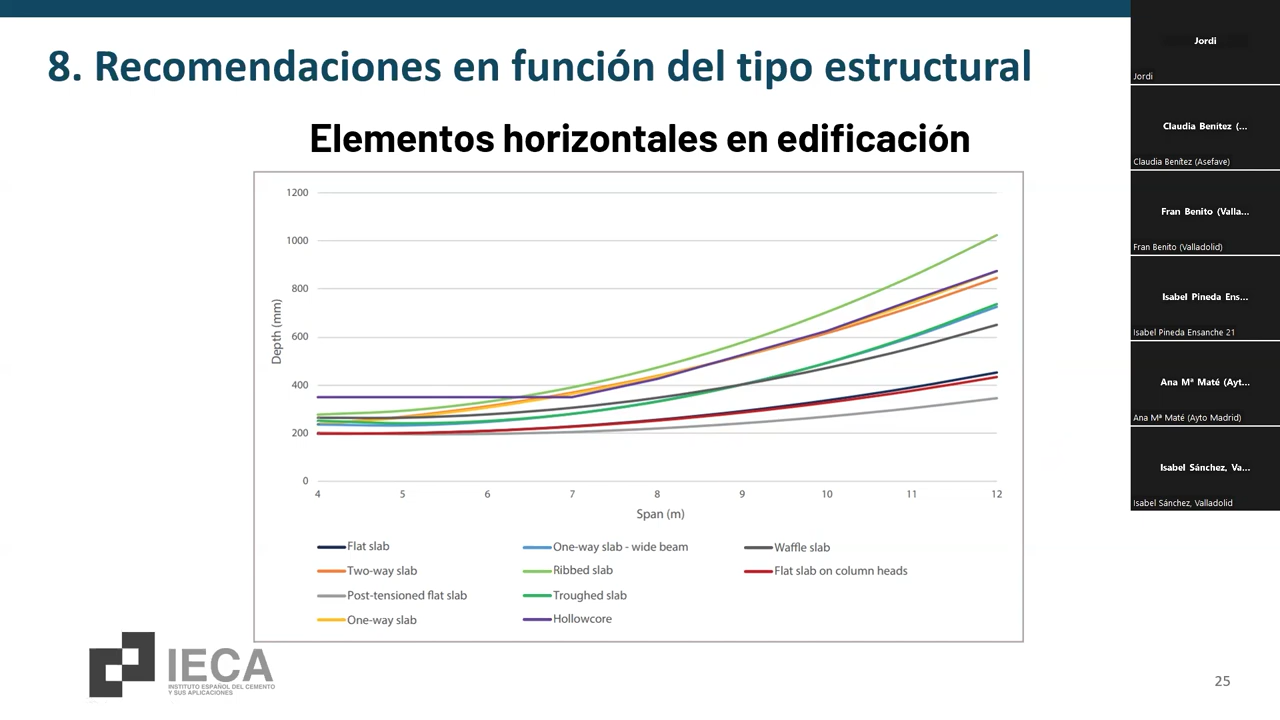 8. Recomendaciones en función del tipo estructural
Elementos horizontales en edificación
1200
1000
800
600
400
200
0
Depth (mm)
4 5 6 7 8 9 10 11 12
Span (m)
Flat slab One-way slab - wide beam Waffle slab
Two-way slab Ribbed slab Flat slab on column heads
Post-tensioned flat slab Troughed slab
One-way slab Hollowcore
IECA
INSTITUTO ESPAÑOL DEL CEMENTO
Y SUS APLICACIONES
25
Jordi
Jordi
Claudia Benítez (...
Claudia Benítez (Asefave)
Fran Benito (Valla...
Fran Benito (Valladolid)
Isabel Pineda Ens...
Isabel Pineda Ensanche 21
Ana Mª Maté (Ayt...
Ana Mª Maté (Ayto Madrid)
Isabel Sánchez, Va...
Isabel Sánchez, Valladolid